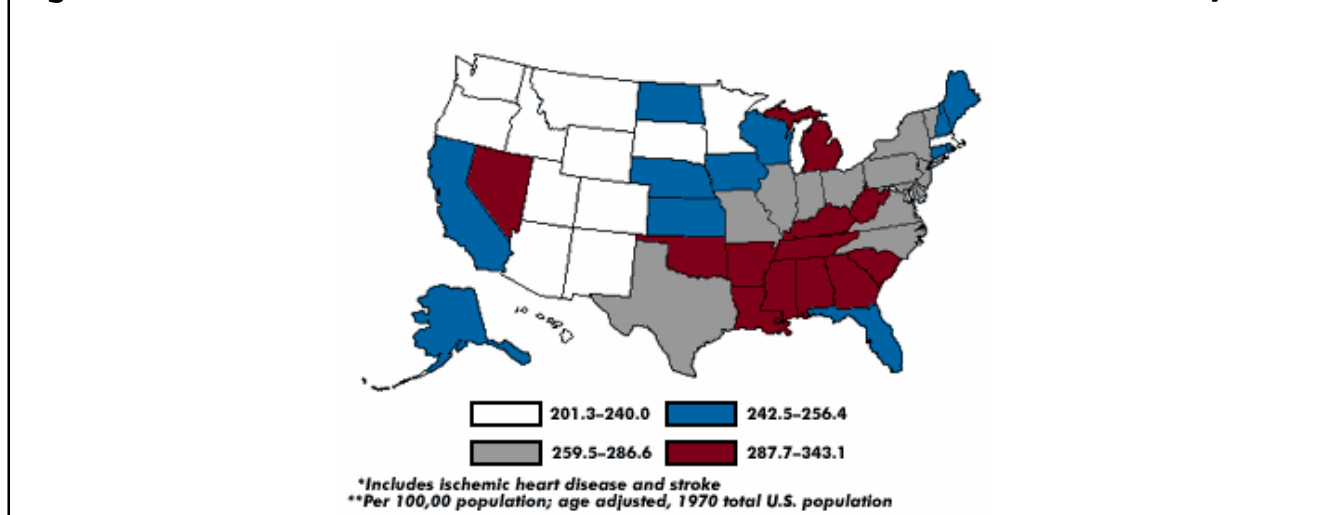 201.3–240.0 242.5–256.4
259.5–286.6 287.7–343.1
*Includes ischemic heart disease and stroke
**Per 100,00 population; age adjusted, 1970 total U.S. population